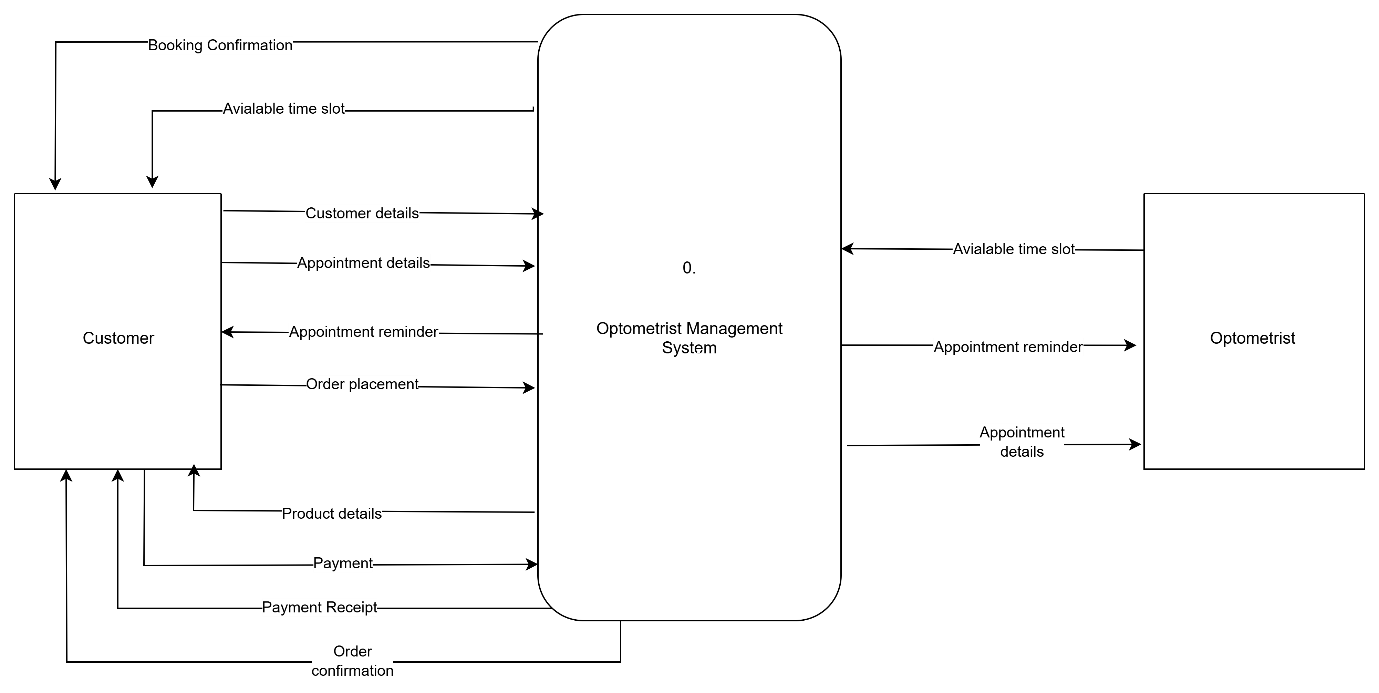 Booking Confirmation
Avialable time slot
Customer details
Appointment details
Appointment reminder
Order placement
Customer
Product details
Payment
Payment Receipt
Order
confirmation
0.
Optometrist Management
System
Avialable time slot
Appointment reminder
Appointment
details
Optometrist